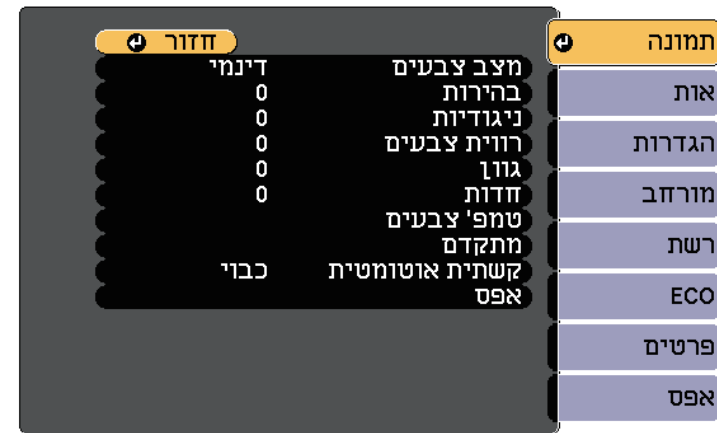 תמונה
אות
הגדרות
מורחב
רשת
ECO
פרטים
אפס
חזור
מצב צבעים דינמי
בהירות 0
ניגודיות 0
רווית צבעים 0
גוון 0
חדות 0
טמפ' צבעים
מתקדם
קשתית אוטומטית כבוי
אפס